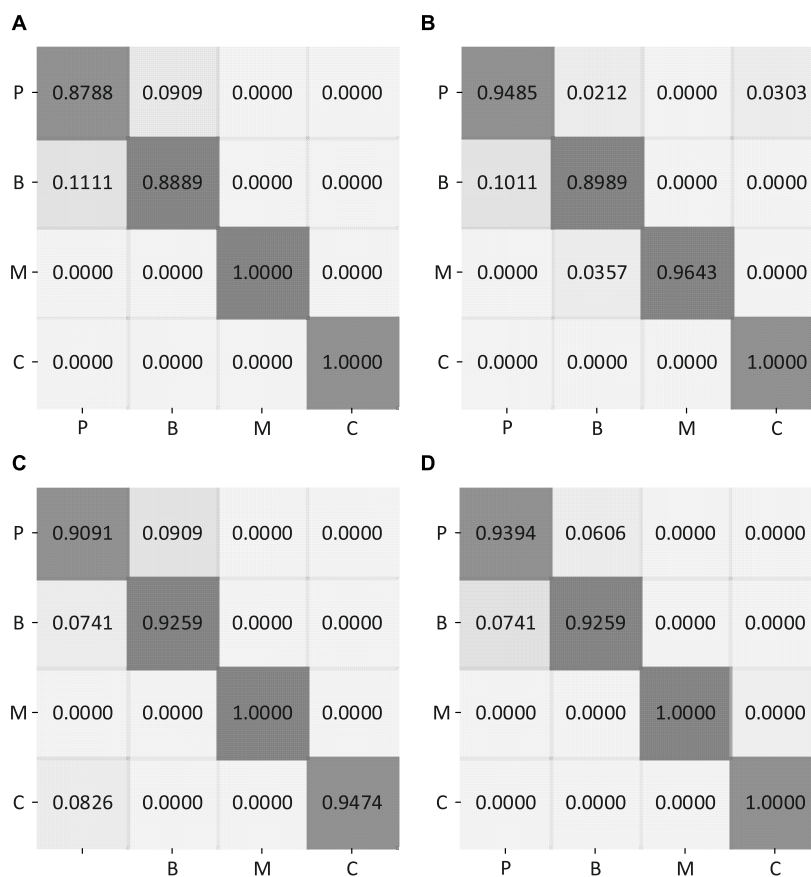 A B
P 0.8788 0.0909 0.0000 0.0000 0.9485 0.0212 0.0000 0.0303
B 0.1111 0.8889 0.0000 0.0000 B 0.1011 0.8989 0.0000 0.0000
M 0.0000 0.0000 1.0000 0.0000 M 0.0000 0.0357 0.9643 0.0000
C 0.0000 0.0000 0.0000 1.0000 C 0.0000 0.0000 0.0000 1.0000
P B M C P B M C
C D
P 0.9091 0.0909 0.0000 0.0000 P 0.9394 0.0606 0.0000 0.0000
B 0.0741 0.9259 0.0000 0.0000 B 0.0741 0.9259 0.0000 0.0000
M 0.0000 0.0000 1.0000 0.0000 M 0.0000 0.0000 1.0000 0.0000
C 0.0826 0.0000 0.0000 0.9474 C 0.0000 0.0000 0.0000 1.0000
B M C P B M C